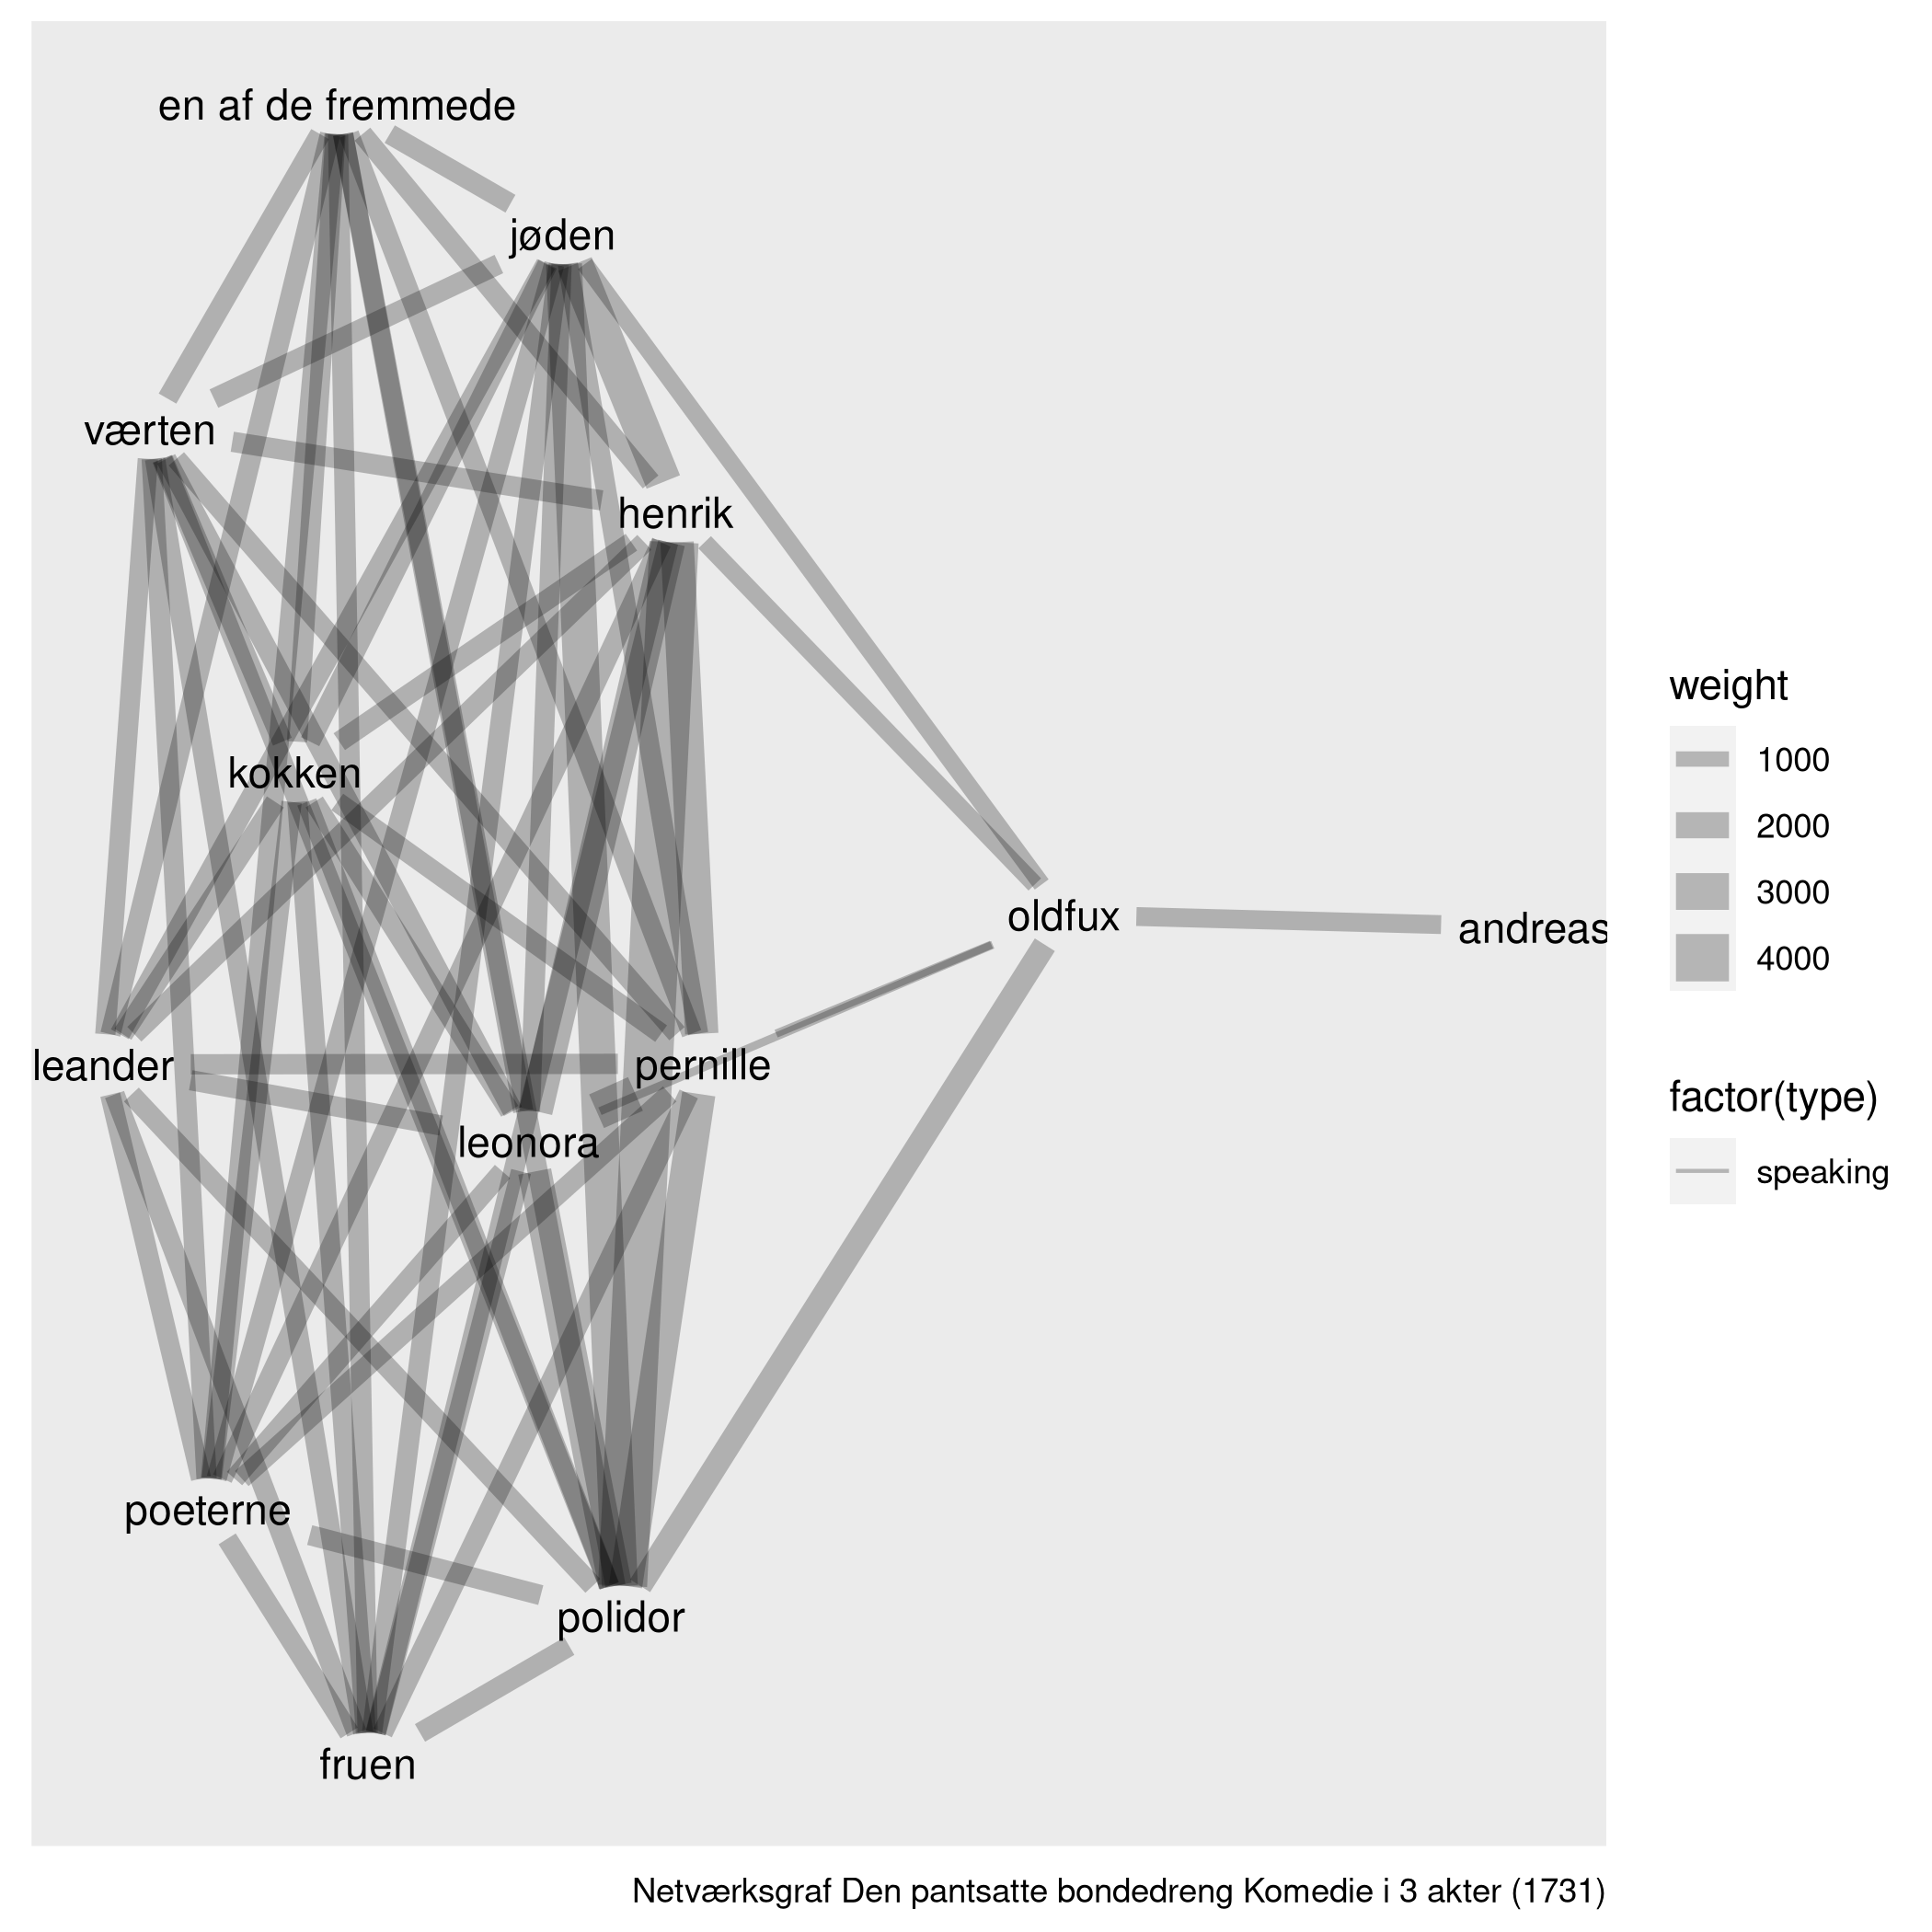 en af de fremmede
jøden
værten
henrik
kokken
oldfux
andreas
leander
pernille
leonora
poeterne
polidor
fruen
weight
1000
2000
3000
4000
factor(type)
speaking
Netværksgraf Den pantsatte bondedreng Komedie i 3 akter (1731)